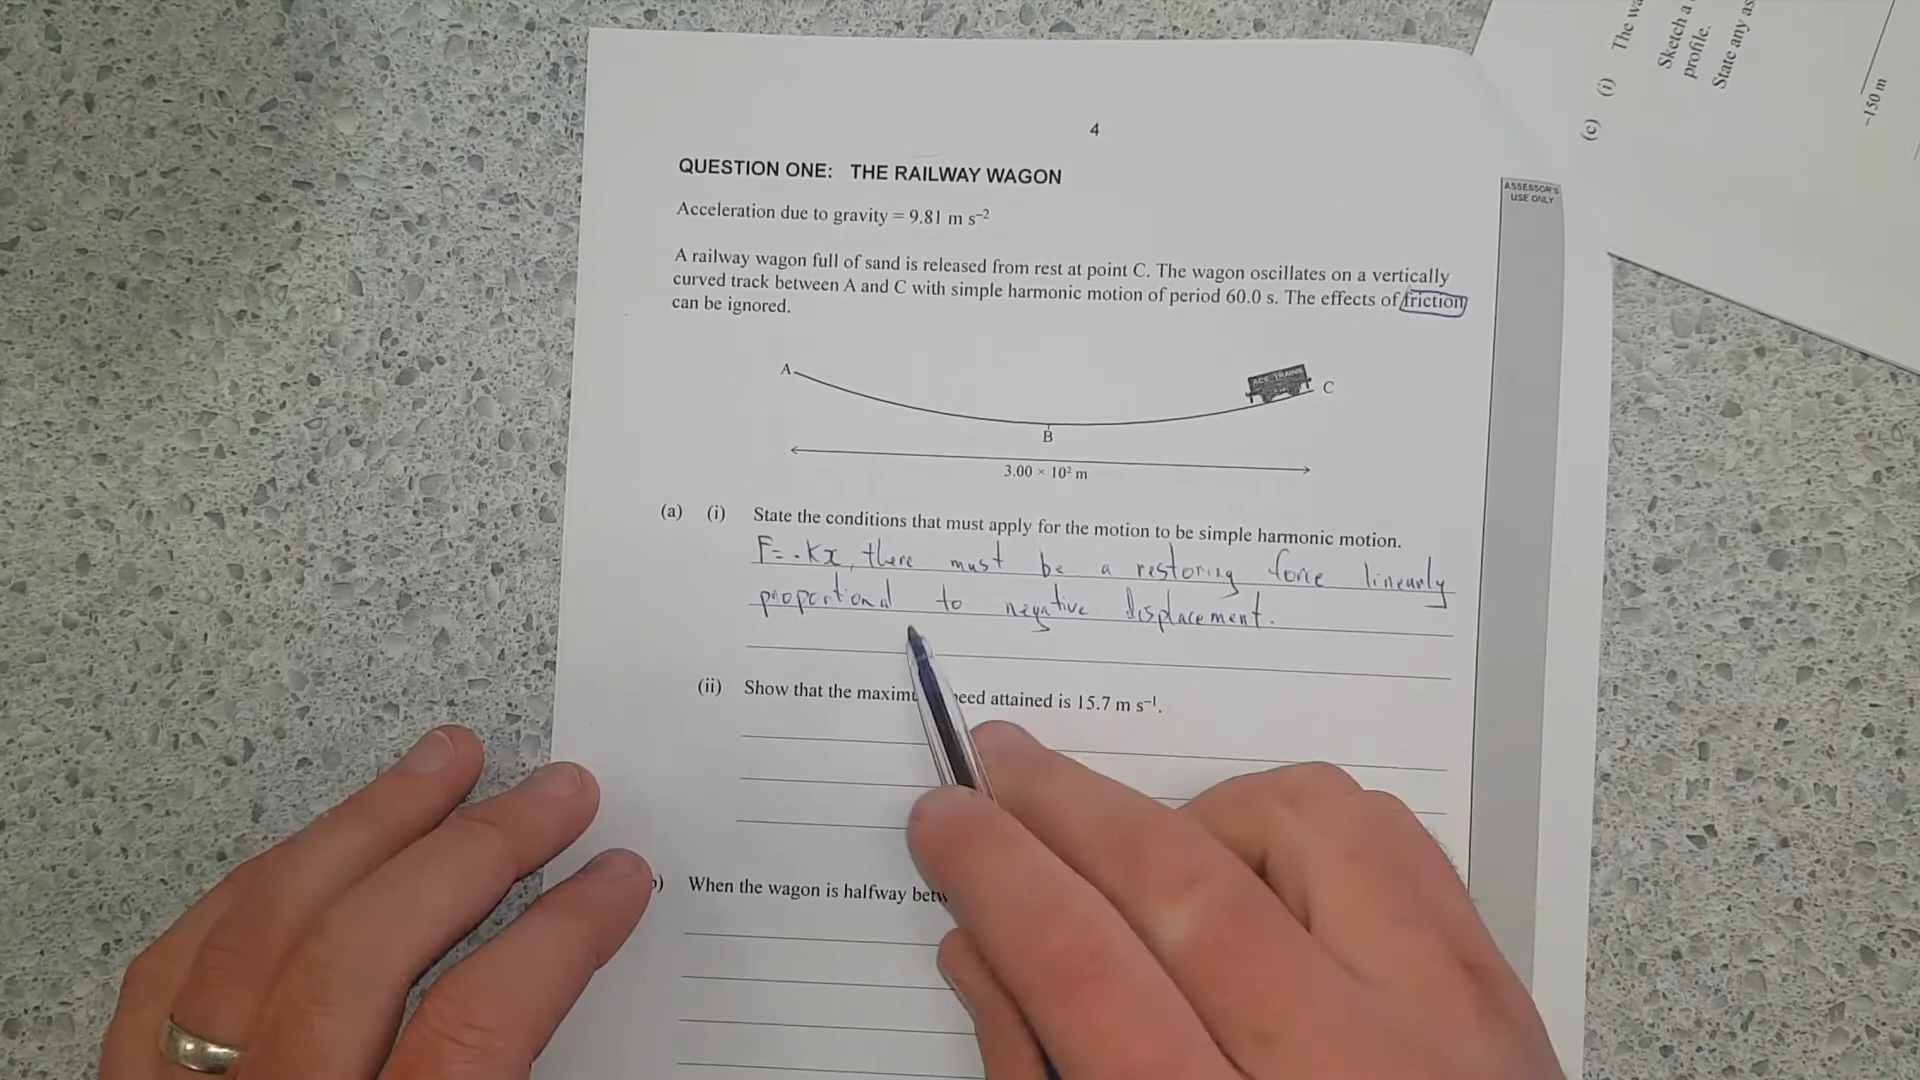 4
QUESTION ONE: THE RAILWAY WAGON
ASSESSOR'S
USE ONLY
Acceleration due to gravity = 9.81 m s⁻²
A railway wagon full of sand is released from rest at point C. The wagon oscillates on a vertically
curved track between A and C with simple harmonic motion of period 60.0 s. The effects of friction
can be ignored.
A
ACE TRAINS
C
B
3.00 × 10² m
(a) (i) State the conditions that must apply for the motion to be simple harmonic motion.
F = -Kx, there must be a restoring force linearly
proportional to negative displacement.
(ii) Show that the maximu eed attained is 15.7 m s⁻¹.
) When the wagon is halfway betw
(c) (i) The wa
Sketch a
profile.
State any as
-150 m